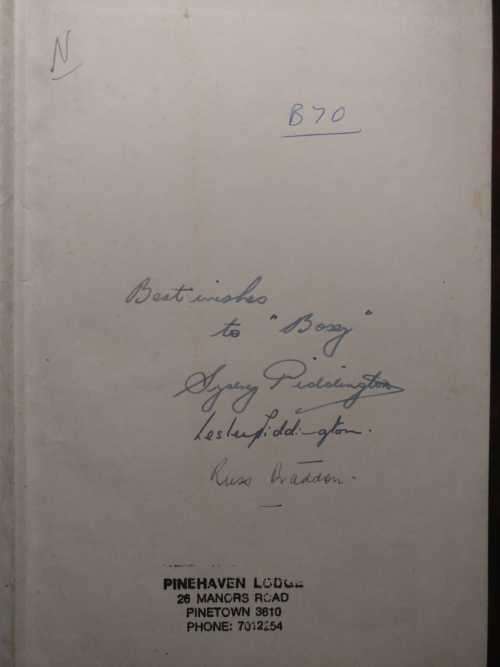 N
B70
Best wishes
to "Boxy"
Sydney Piddington
Lesley Piddington.
Russ Braddon.
PINEHAVEN LODGE
26 MANORS ROAD
PINETOWN 3610
PHONE: 7012254